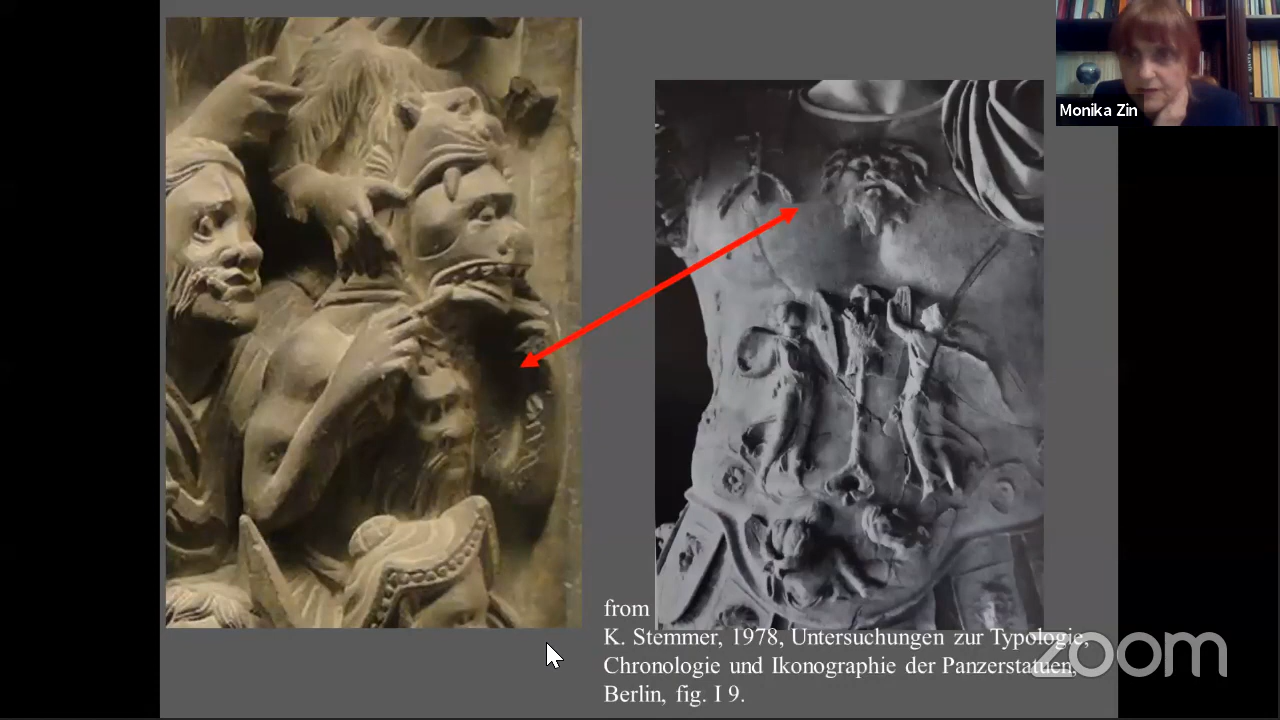 Monika Zin
from
K. Stemmer, 1978, Untersuchungen zur Typologie,
Chronologie und Ikonographie der Panzerstatuen,
Berlin, fig. I 9.
zoom